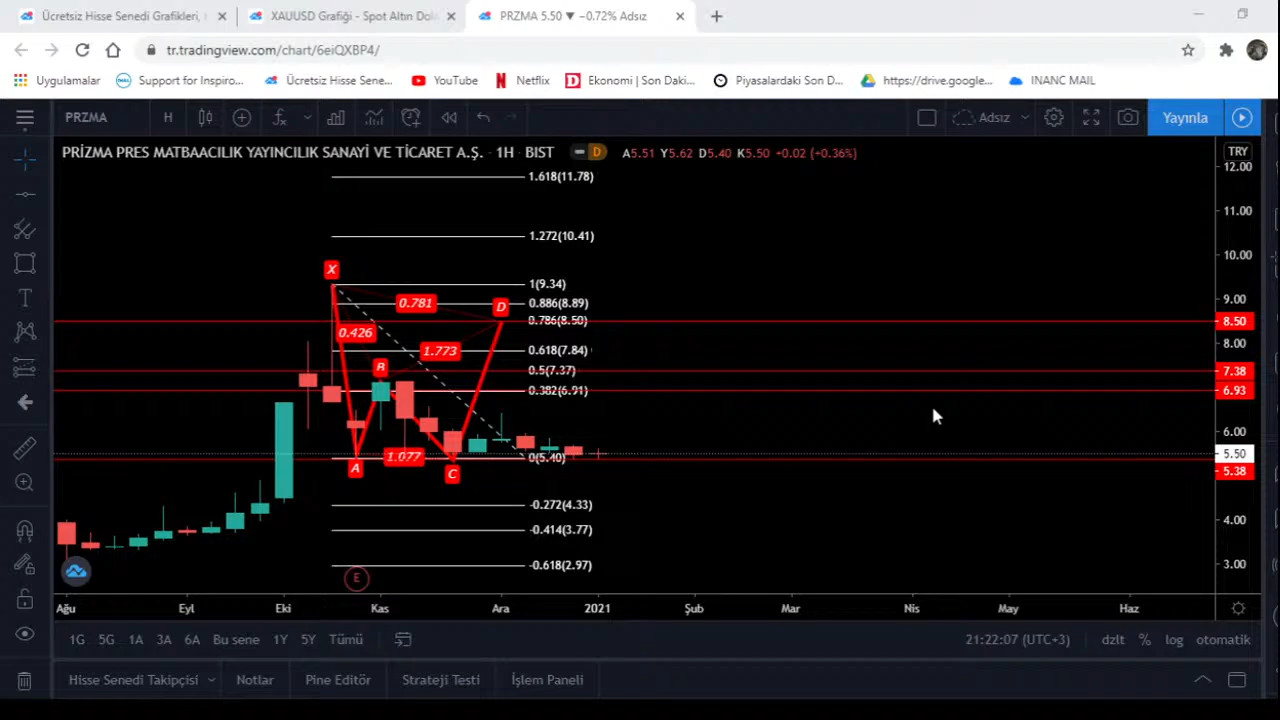 Ücretsiz Hisse Senedi Grafikleri, 
XAUUSD Grafiği - Spot Altın Dol
PRZMA 5.50 ▼ −0.72% Adsız
tr.tradingview.com/chart/6eiQXBP4/
Uygulamalar
Support for Inspiro...
Ücretsiz Hisse Sene...
YouTube
Netflix
Ekonomi | Son Daki...
Piyasalardaki Son D...
https://drive.google...
INANC MAIL
PRZMA
H
Adsız
Yayınla
PRİZMA PRES MATBAACILIK YAYINCILIK SANAYİ VE TİCARET A.Ş. · 1H · BIST
D
A5.51 Y5.62 D5.40 K5.50 +0.02 (+0.36%)
TRY
12.00
11.00
10.00
9.00
8.50
8.00
7.38
6.93
6.00
5.50
5.38
4.00
3.00
1.618(11.78)
1.272(10.41)
1(9.34)
0.886(8.89)
0.786(8.50)
0.618(7.84)
0.5(7.37)
0.382(6.91)
0(5.40)
-0.272(4.33)
-0.414(3.77)
-0.618(2.97)
X
0.781
D
0.426
1.773
B
1.077
A
C
E
Ağu
Eyl
Eki
Kas
Ara
2021
Şub
Mar
Nis
May
Haz
1G 5G 1A 3A 6A Bu sene 1Y 5Y Tümü
21:22:07 (UTC+3)
dzlt % log otomatik
Hisse Senedi Takipçisi
Notlar
Pine Editör
Strateji Testi
İşlem Paneli